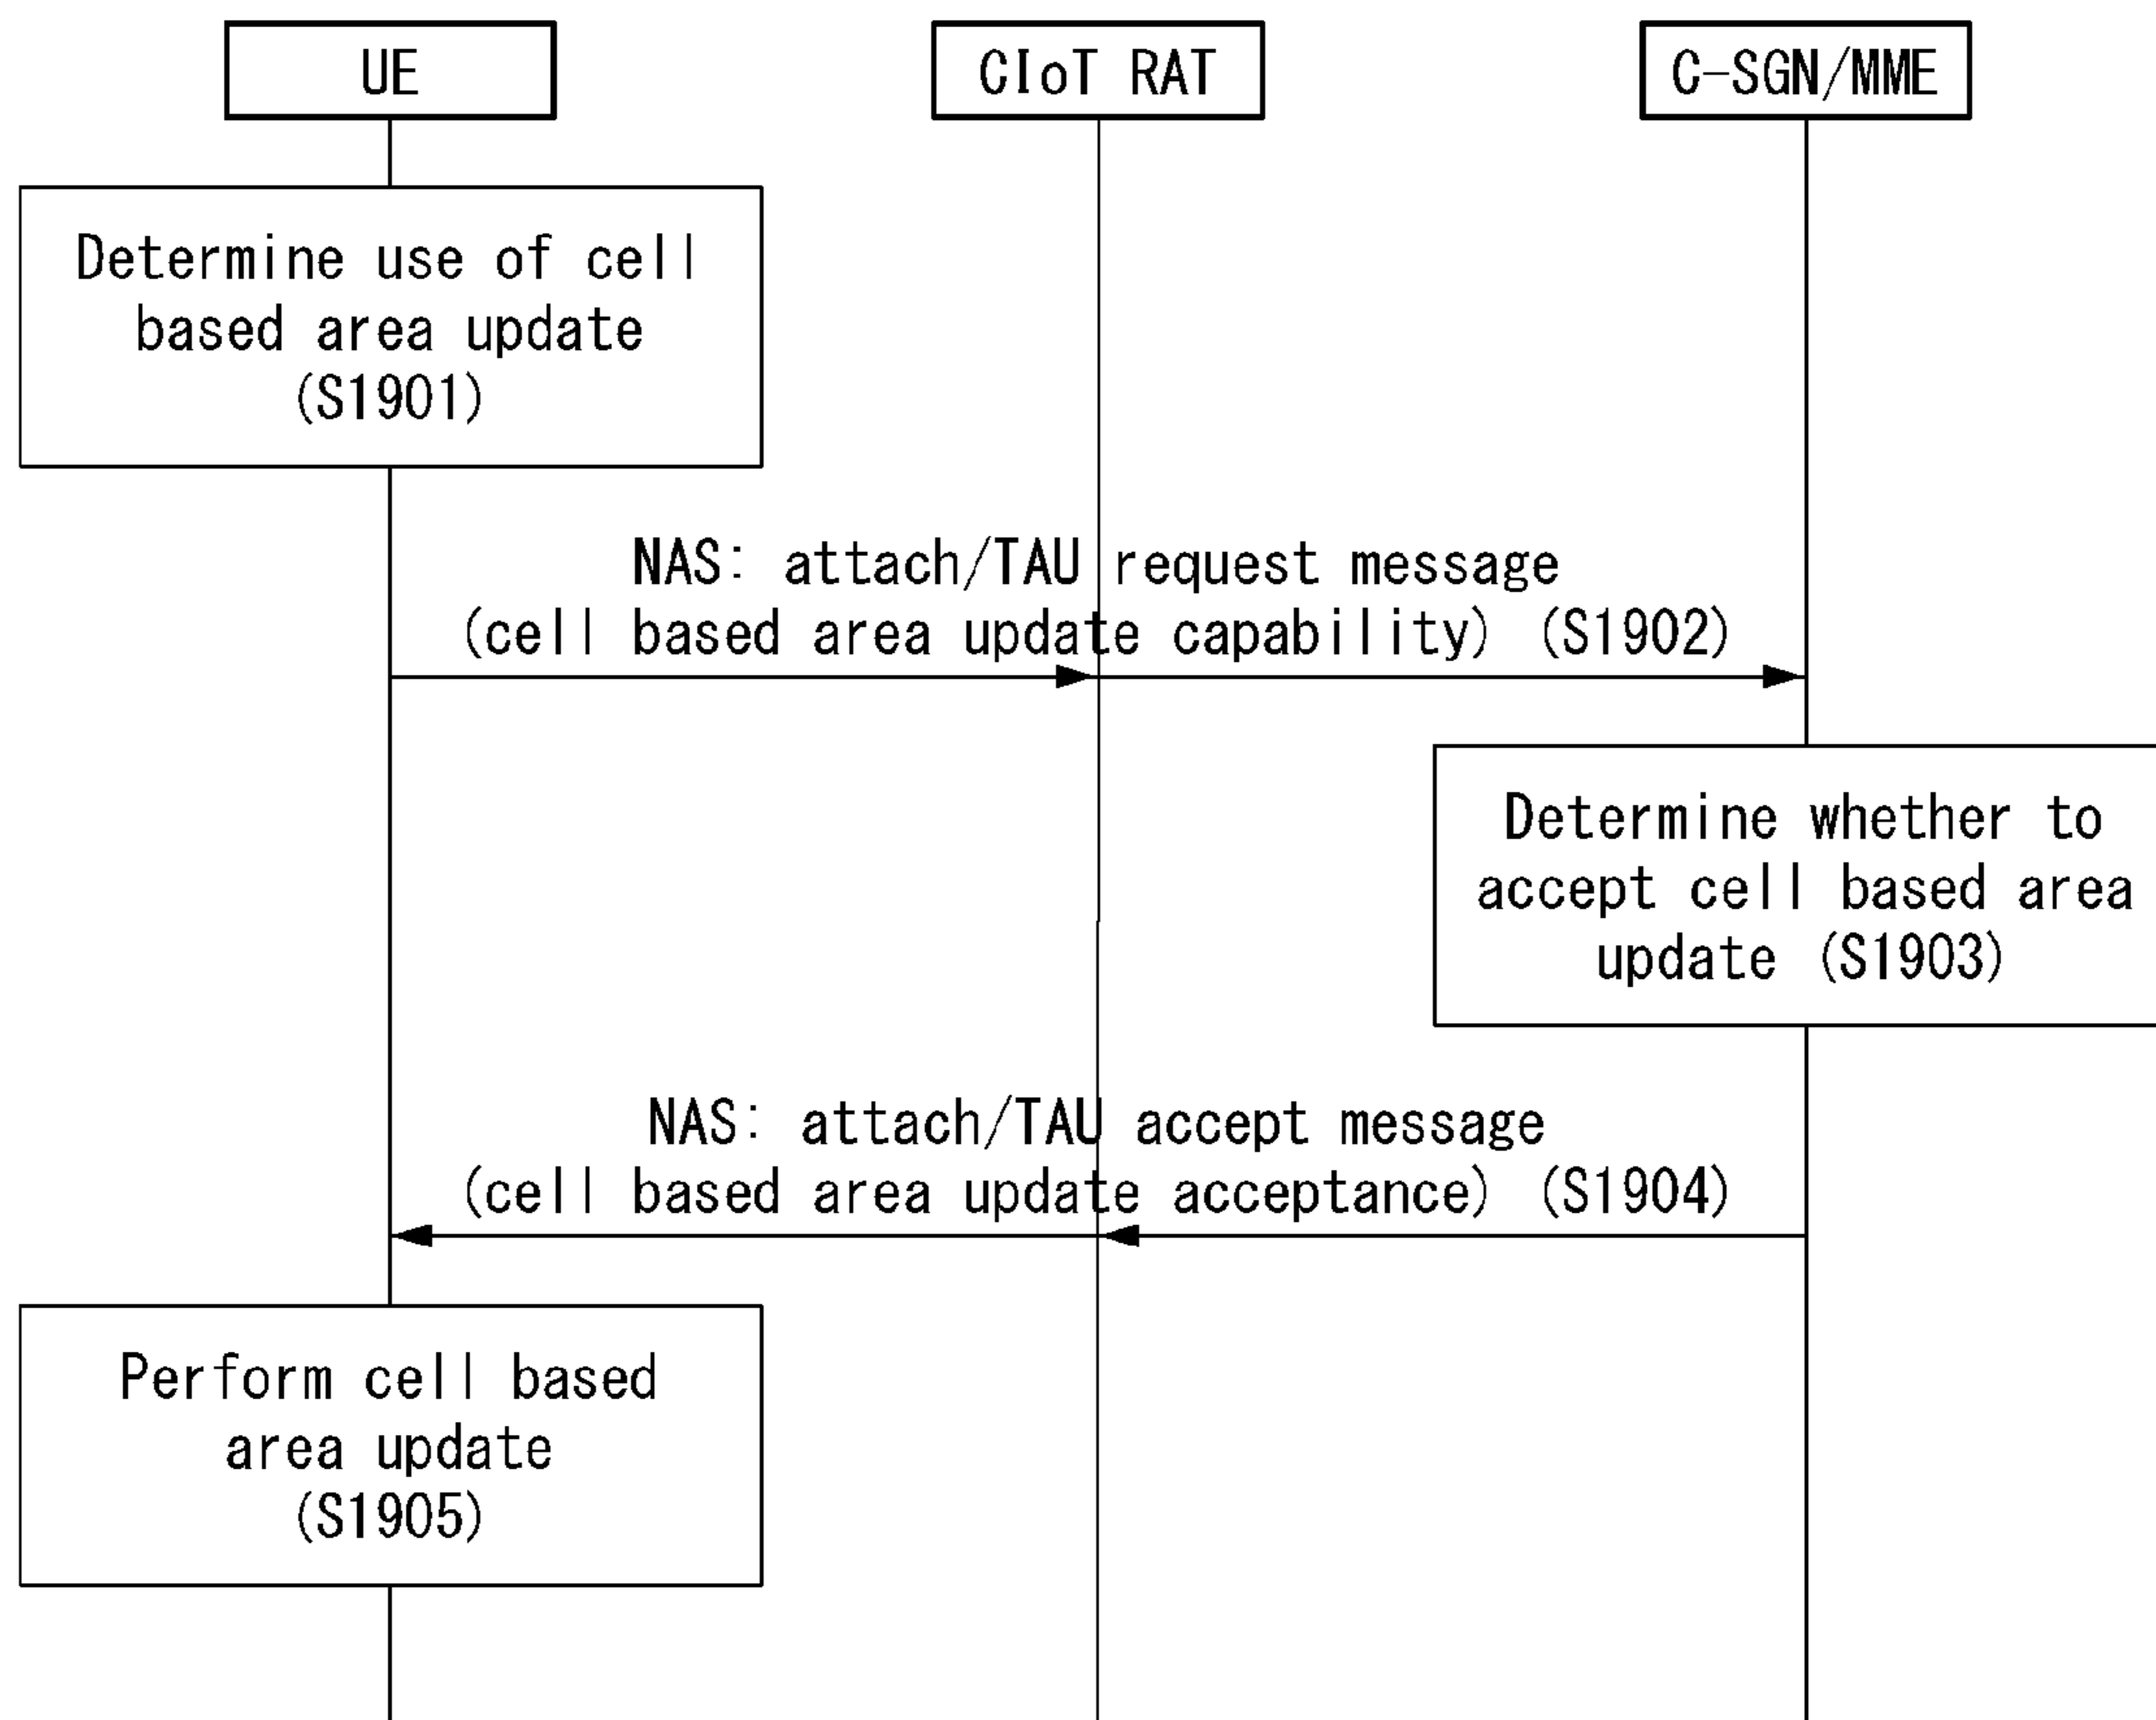 UE
CIoT RAT
C-SGN/MME
Determine use of cell
based area update
(S1901)
NAS: attach/TAU request message
(cell based area update capability) (S1902)
Determine whether to
accept cell based area
update (S1903)
NAS: attach/TAU accept message
(cell based area update acceptance) (S1904)
Perform cell based
area update
(S1905)